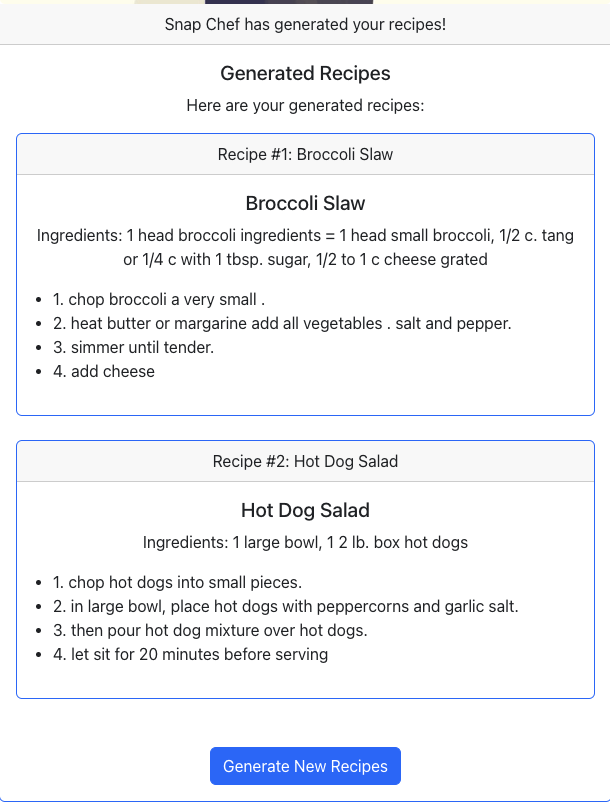 Snap Chef has generated your recipes!
Generated Recipes
Here are your generated recipes:
Recipe #1: Broccoli Slaw
Broccoli Slaw
Ingredients: 1 head broccoli ingredients = 1 head small broccoli, 1/2 c. tang
or 1/4 c with 1 tbsp. sugar, 1/2 to 1 c cheese grated
• 1. chop broccoli a very small .
• 2. heat butter or margarine add all vegetables . salt and pepper.
• 3. simmer until tender.
• 4. add cheese
Recipe #2: Hot Dog Salad
Hot Dog Salad
Ingredients: 1 large bowl, 1 2 lb. box hot dogs
• 1. chop hot dogs into small pieces.
• 2. in large bowl, place hot dogs with peppercorns and garlic salt.
• 3. then pour hot dog mixture over hot dogs.
• 4. let sit for 20 minutes before serving
Generate New Recipes